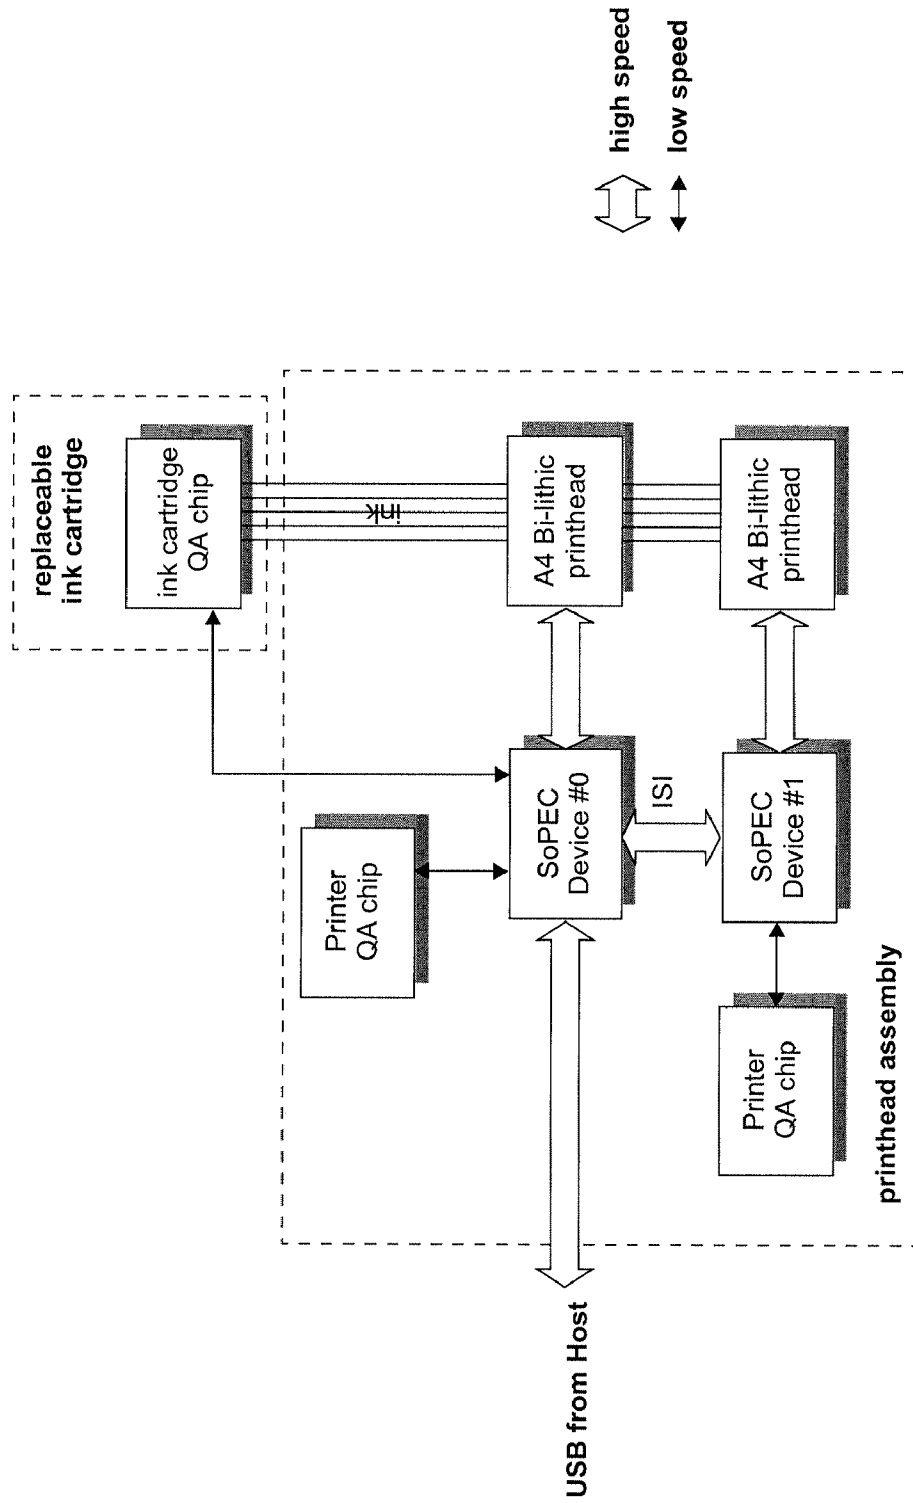 replaceable
ink cartridge
ink cartridge
QA chip
ink
Printer
QA chip
USB from Host
SoPEC
Device #0
A4 Bi-lithic
printhead
high speed
low speed
ISI
Printer
QA chip
SoPEC
Device #1
A4 Bi-lithic
printhead
printhead assembly